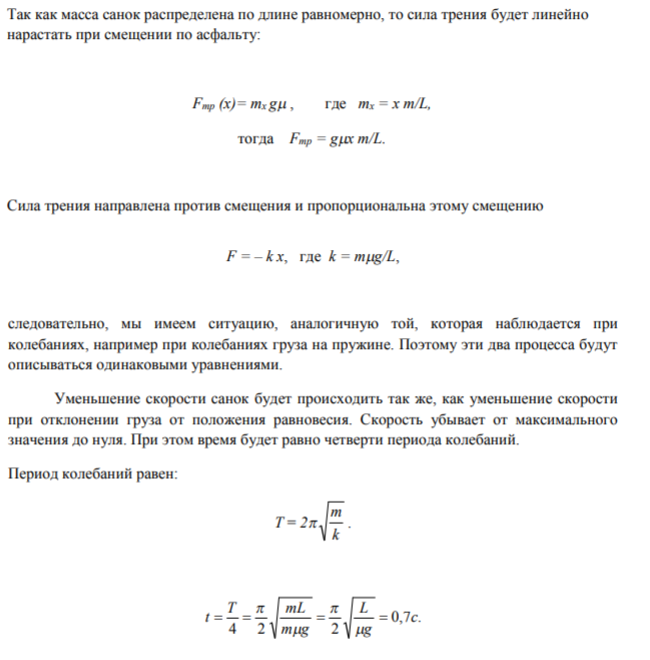 Так как масса санок распределена по длине равномерно, то сила трения будет линейно
нарастать при смещении по асфальту:
Fтр (x)= mx gμ , где mx = x m/L,
тогда Fтр = gμx m/L.
Сила трения направлена против смещения и пропорциональна этому смещению
F = – k x, где k = mμg/L,
следовательно, мы имеем ситуацию, аналогичную той, которая наблюдается при
колебаниях, например при колебаниях груза на пружине. Поэтому эти два процесса будут
описываться одинаковыми уравнениями.
Уменьшение скорости санок будет происходить так же, как уменьшение скорости
при отклонении груза от положения равновесия. Скорость убывает от максимального
значения до нуля. При этом время будет равно четверти периода колебаний.
Период колебаний равен:
T = 2π√(m/k) .
t = T/4 = π/2 √(mL/mμg) = π/2 √(L/μg) = 0,7c.